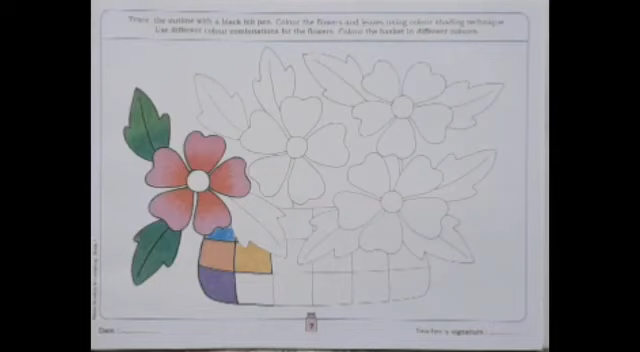 Trace the outline with a black felt pen. Colour the flowers and leaves using colour shading technique
Use different colour combinations for the flowers. Colour the basket in different colours.
Date :
Teacher's signature :